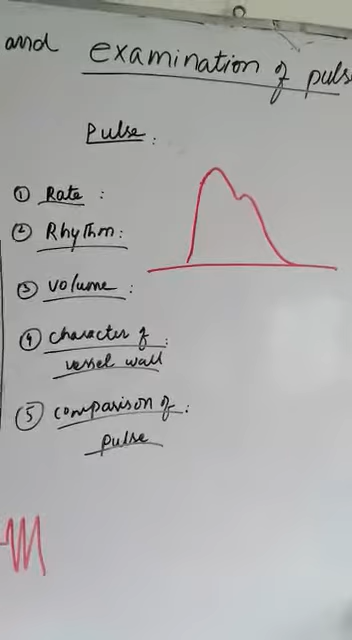 and examination of pulse
Pulse :
① Rate :
② Rhythm :
③ volume :
④ character of :
vessel wall
⑤ comparison of :
pulse